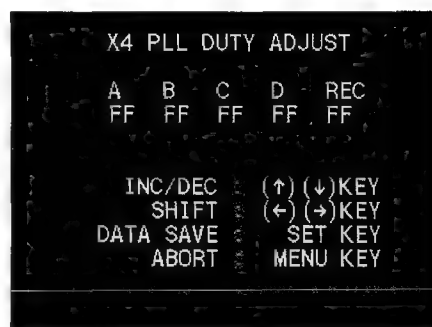 X4 PLL DUTY ADJUST
A B C D REC
FF FF FF FF FF
INC/DEC (↑)(↓)KEY
SHIFT (←)(→)KEY
DATA SAVE SET KEY
ABORT MENU KEY